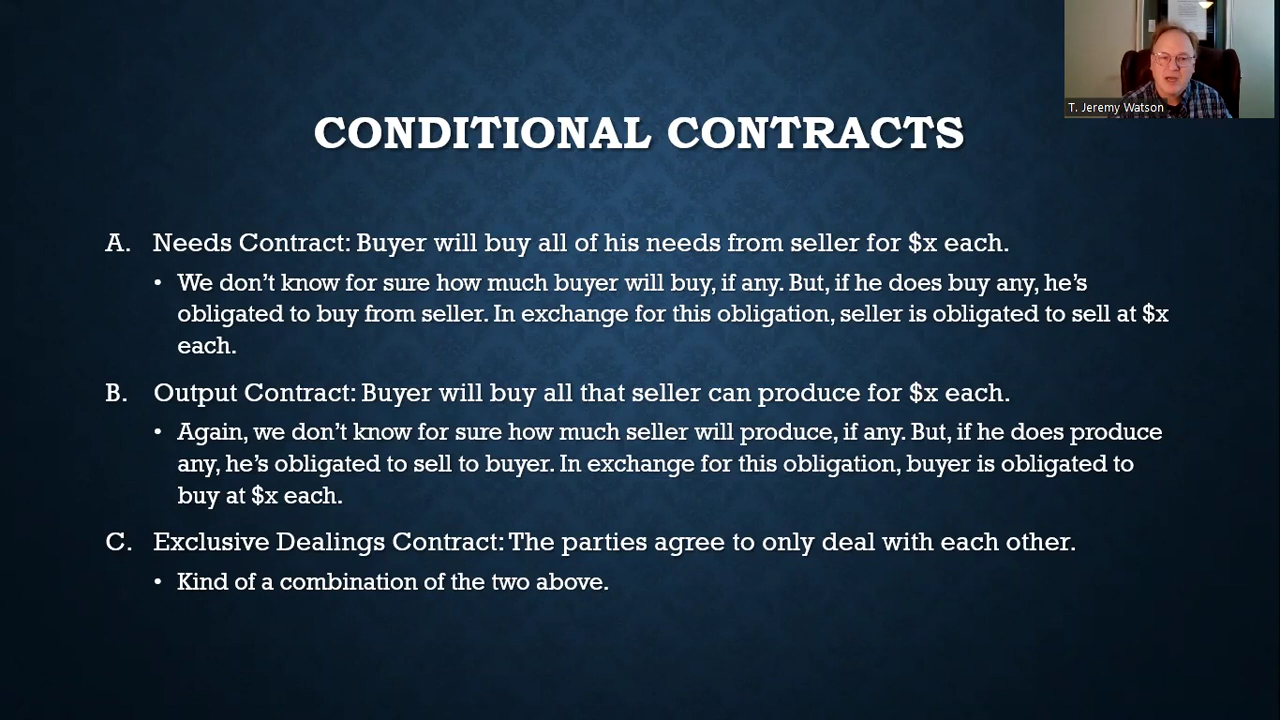 T. Jeremy Watson
CONDITIONAL CONTRACTS
A. Needs Contract: Buyer will buy all of his needs from seller for $x each.
• We don’t know for sure how much buyer will buy, if any. But, if he does buy any, he’s
obligated to buy from seller. In exchange for this obligation, seller is obligated to sell at $x
each.
B. Output Contract: Buyer will buy all that seller can produce for $x each.
• Again, we don’t know for sure how much seller will produce, if any. But, if he does produce
any, he’s obligated to sell to buyer. In exchange for this obligation, buyer is obligated to
buy at $x each.
C. Exclusive Dealings Contract: The parties agree to only deal with each other.
• Kind of a combination of the two above.